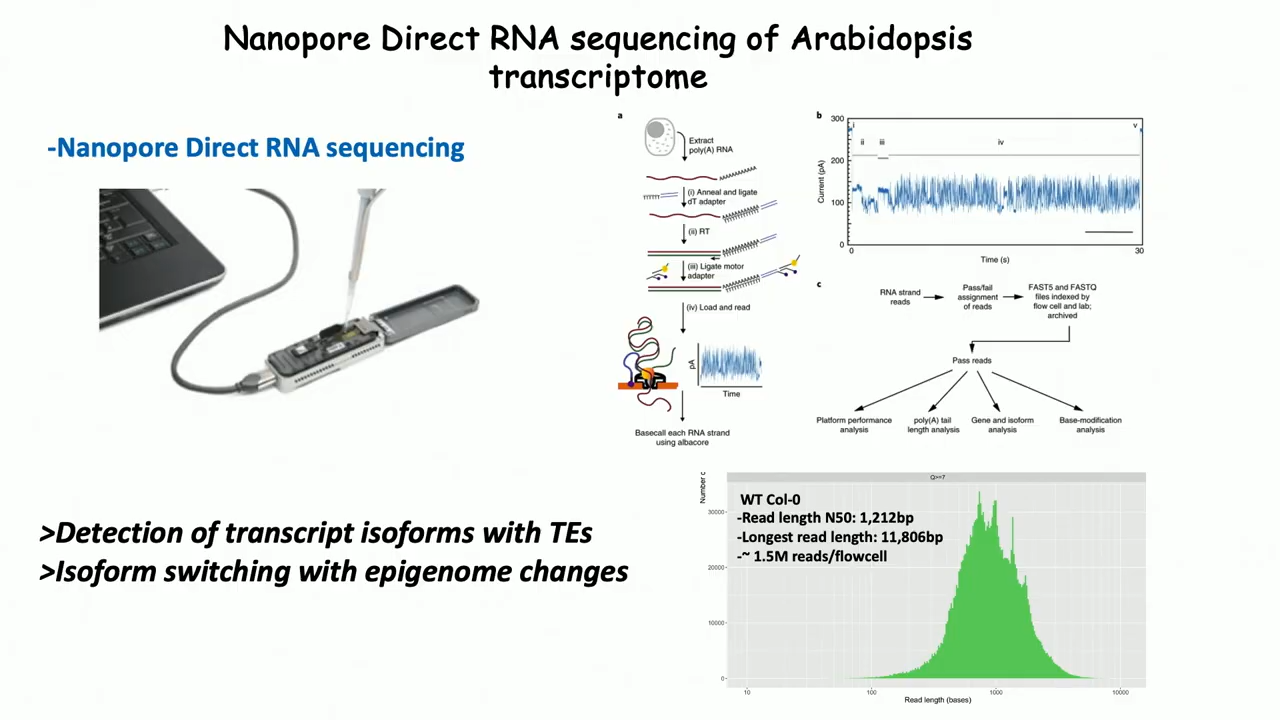 Nanopore Direct RNA sequencing of Arabidopsis
transcriptome
-Nanopore Direct RNA sequencing
a
Extract
poly(A) RNA
(i) Anneal and ligate
dT adapter
(ii) RT
(iii) Ligate motor
adapter
(iv) Load and read
pA
Time
Basecall each RNA strand
using albacore
b
300
200
100
0
Current (pA)
i
ii
iii
iv
v
0
30
Time (s)
c
RNA strand
reads
Pass/fail
assignment
of reads
FAST5 and FASTQ
files indexed by
flow cell and lab;
archived
Pass reads
Platform performance
analysis
poly(A) tail
length analysis
Gene and isoform
analysis
Base-modification
analysis
>Detection of transcript isoforms with TEs
>Isoform switching with epigenome changes
Q>=7
Number
WT Col-0
-Read length N50: 1,212bp
-Longest read length: 11,806bp
-~ 1.5M reads/flowcell
30000
20000
10000
0
10
100
1000
10000
Read length (bases)